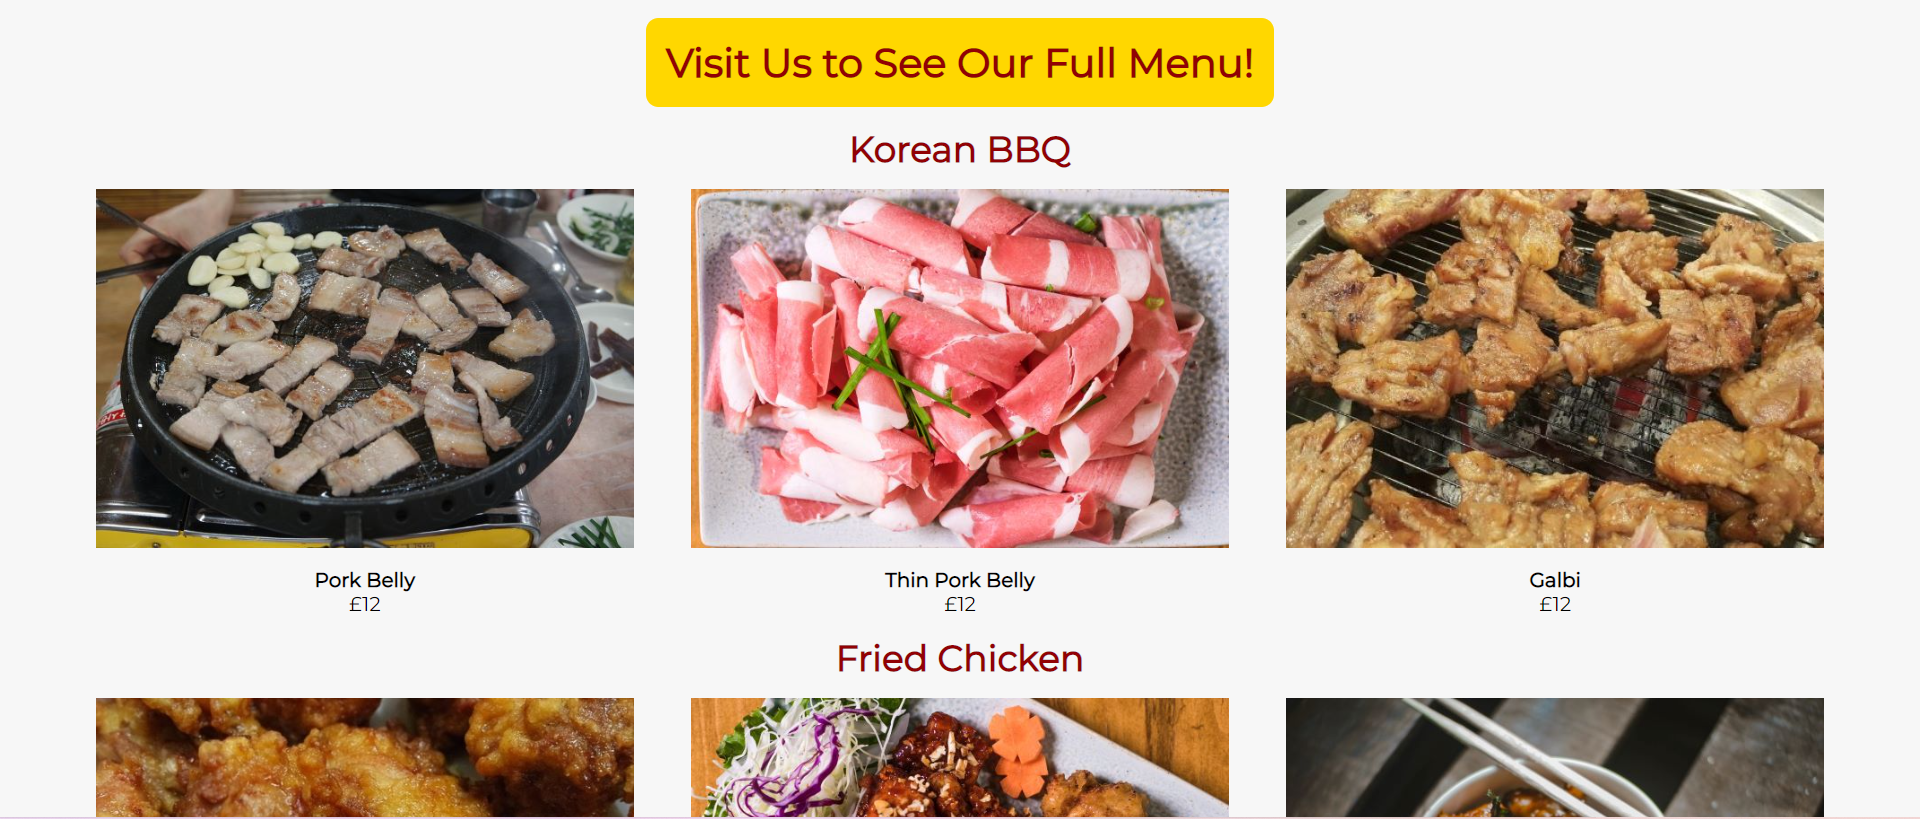 Visit Us to See Our Full Menu!
Korean BBQ
Pork Belly
£12
Thin Pork Belly
£12
Galbi
£12
Fried Chicken